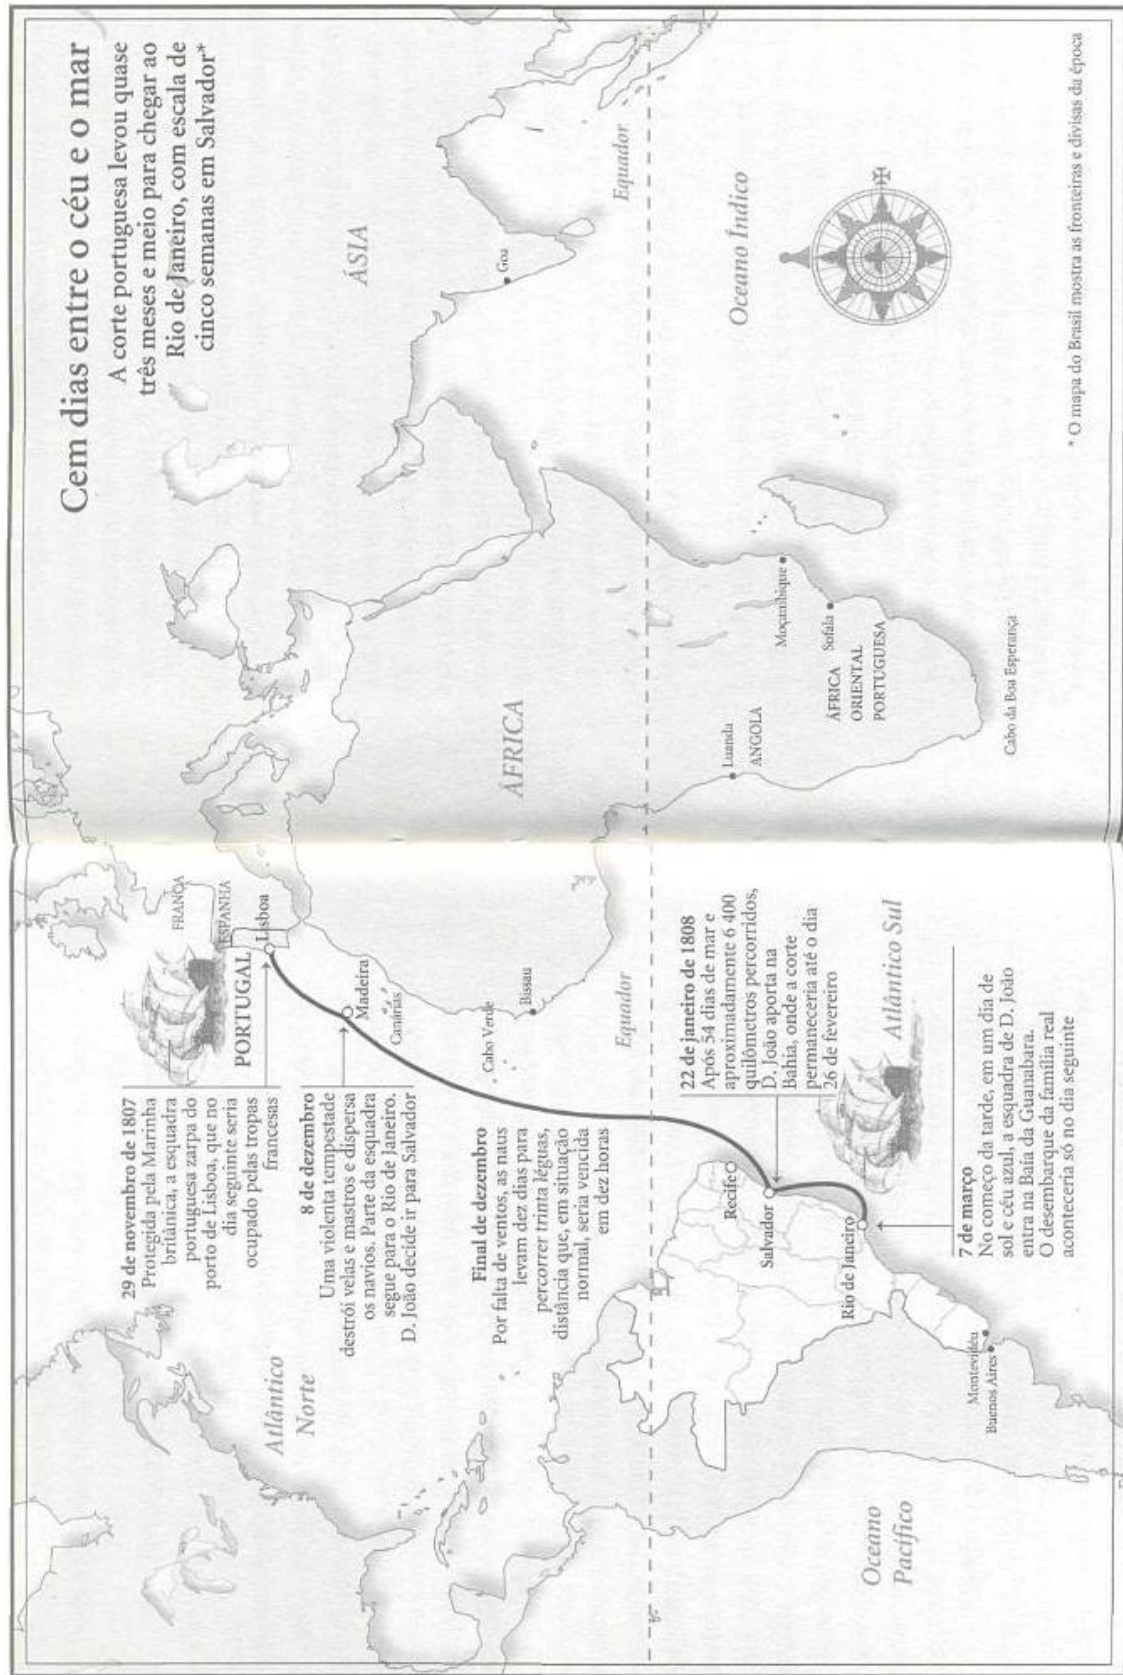 Cem dias entre o céu e o mar
A corte portuguesa levou quase
três meses e meio para chegar ao
Rio de Janeiro, com escala de
cinco semanas em Salvador*
29 de novembro de 1807
Protegida pela Marinha
britânica, a esquadra
portuguesa zarpa do
porto de Lisboa, que no
dia seguinte seria
ocupado pelas tropas
francesas
8 de dezembro
Uma violenta tempestade
destrói velas e mastros e dispersa
os navios. Parte da esquadra
segue para o Rio de Janeiro.
D. João decide ir para Salvador
Final de dezembro
Por falta de ventos, as naus
levam dez dias para
percorrer trinta léguas,
distância que, em situação
normal, seria vencida
em dez horas
22 de janeiro de 1808
Após 54 dias de mar e
aproximadamente 6 400
quilômetros percorridos,
D. João aporta na
Bahia, onde a corte
permaneceria até o dia
26 de fevereiro
7 de março
No começo da tarde, em um dia de
sol e céu azul, a esquadra de D. João
entra na Baía da Guanabara.
O desembarque da família real
aconteceria só no dia seguinte
FRANÇA
ESPANHA
PORTUGAL
Lisboa
Madeira
Canárias
Cabo Verde
Bissau
Equador
Atlântico
Norte
Atlântico Sul
Recife
Salvador
Rio de Janeiro
Montevidéu
Buenos Aires
Oceano
Pacífico
ÁSIA
Goa
Equador
Oceano Índico
ÁFRICA
Luanda
ANGOLA
Moçambique
Sofala
ÁFRICA
ORIENTAL
PORTUGUESA
Cabo da Boa Esperança
* O mapa do Brasil mostra as fronteiras e divisas da época